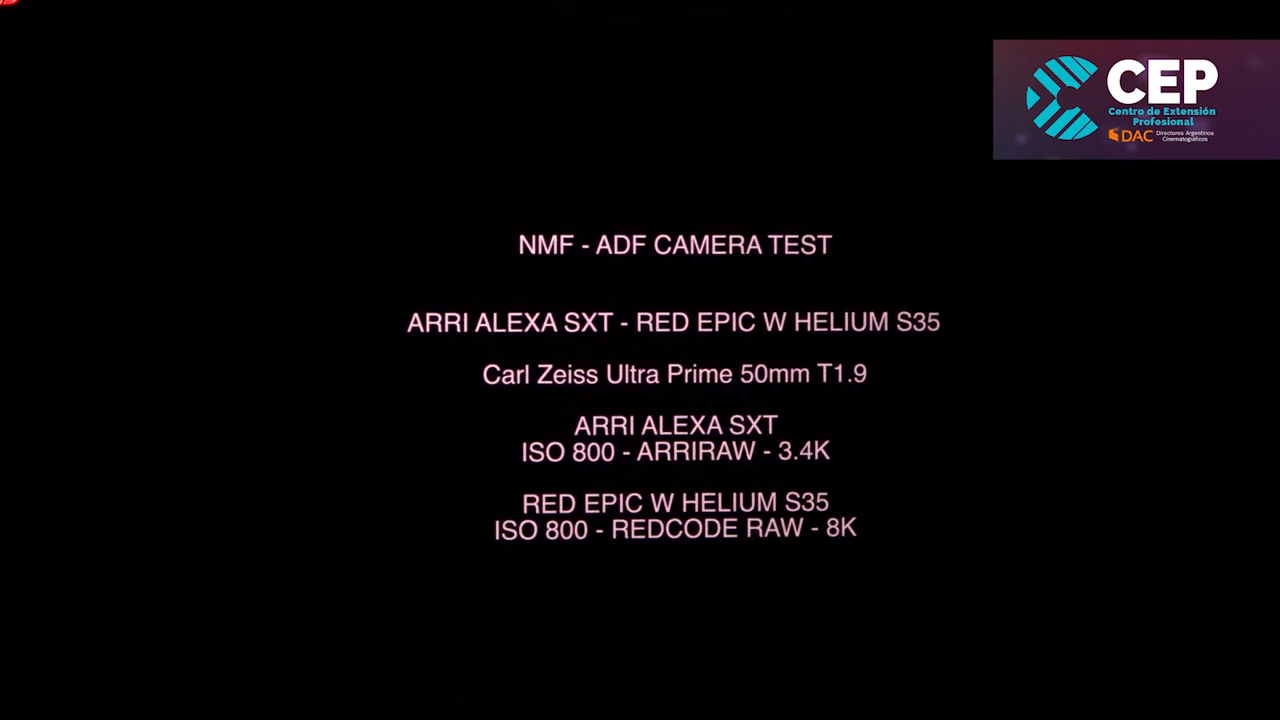 CEP
Centro de Extensión
Profesional
DAC Directores Argentinos
Cinematográficos
NMF - ADF CAMERA TEST
ARRI ALEXA SXT - RED EPIC W HELIUM S35
Carl Zeiss Ultra Prime 50mm T1.9
ARRI ALEXA SXT
ISO 800 - ARRIRAW - 3.4K
RED EPIC W HELIUM S35
ISO 800 - REDCODE RAW - 8K